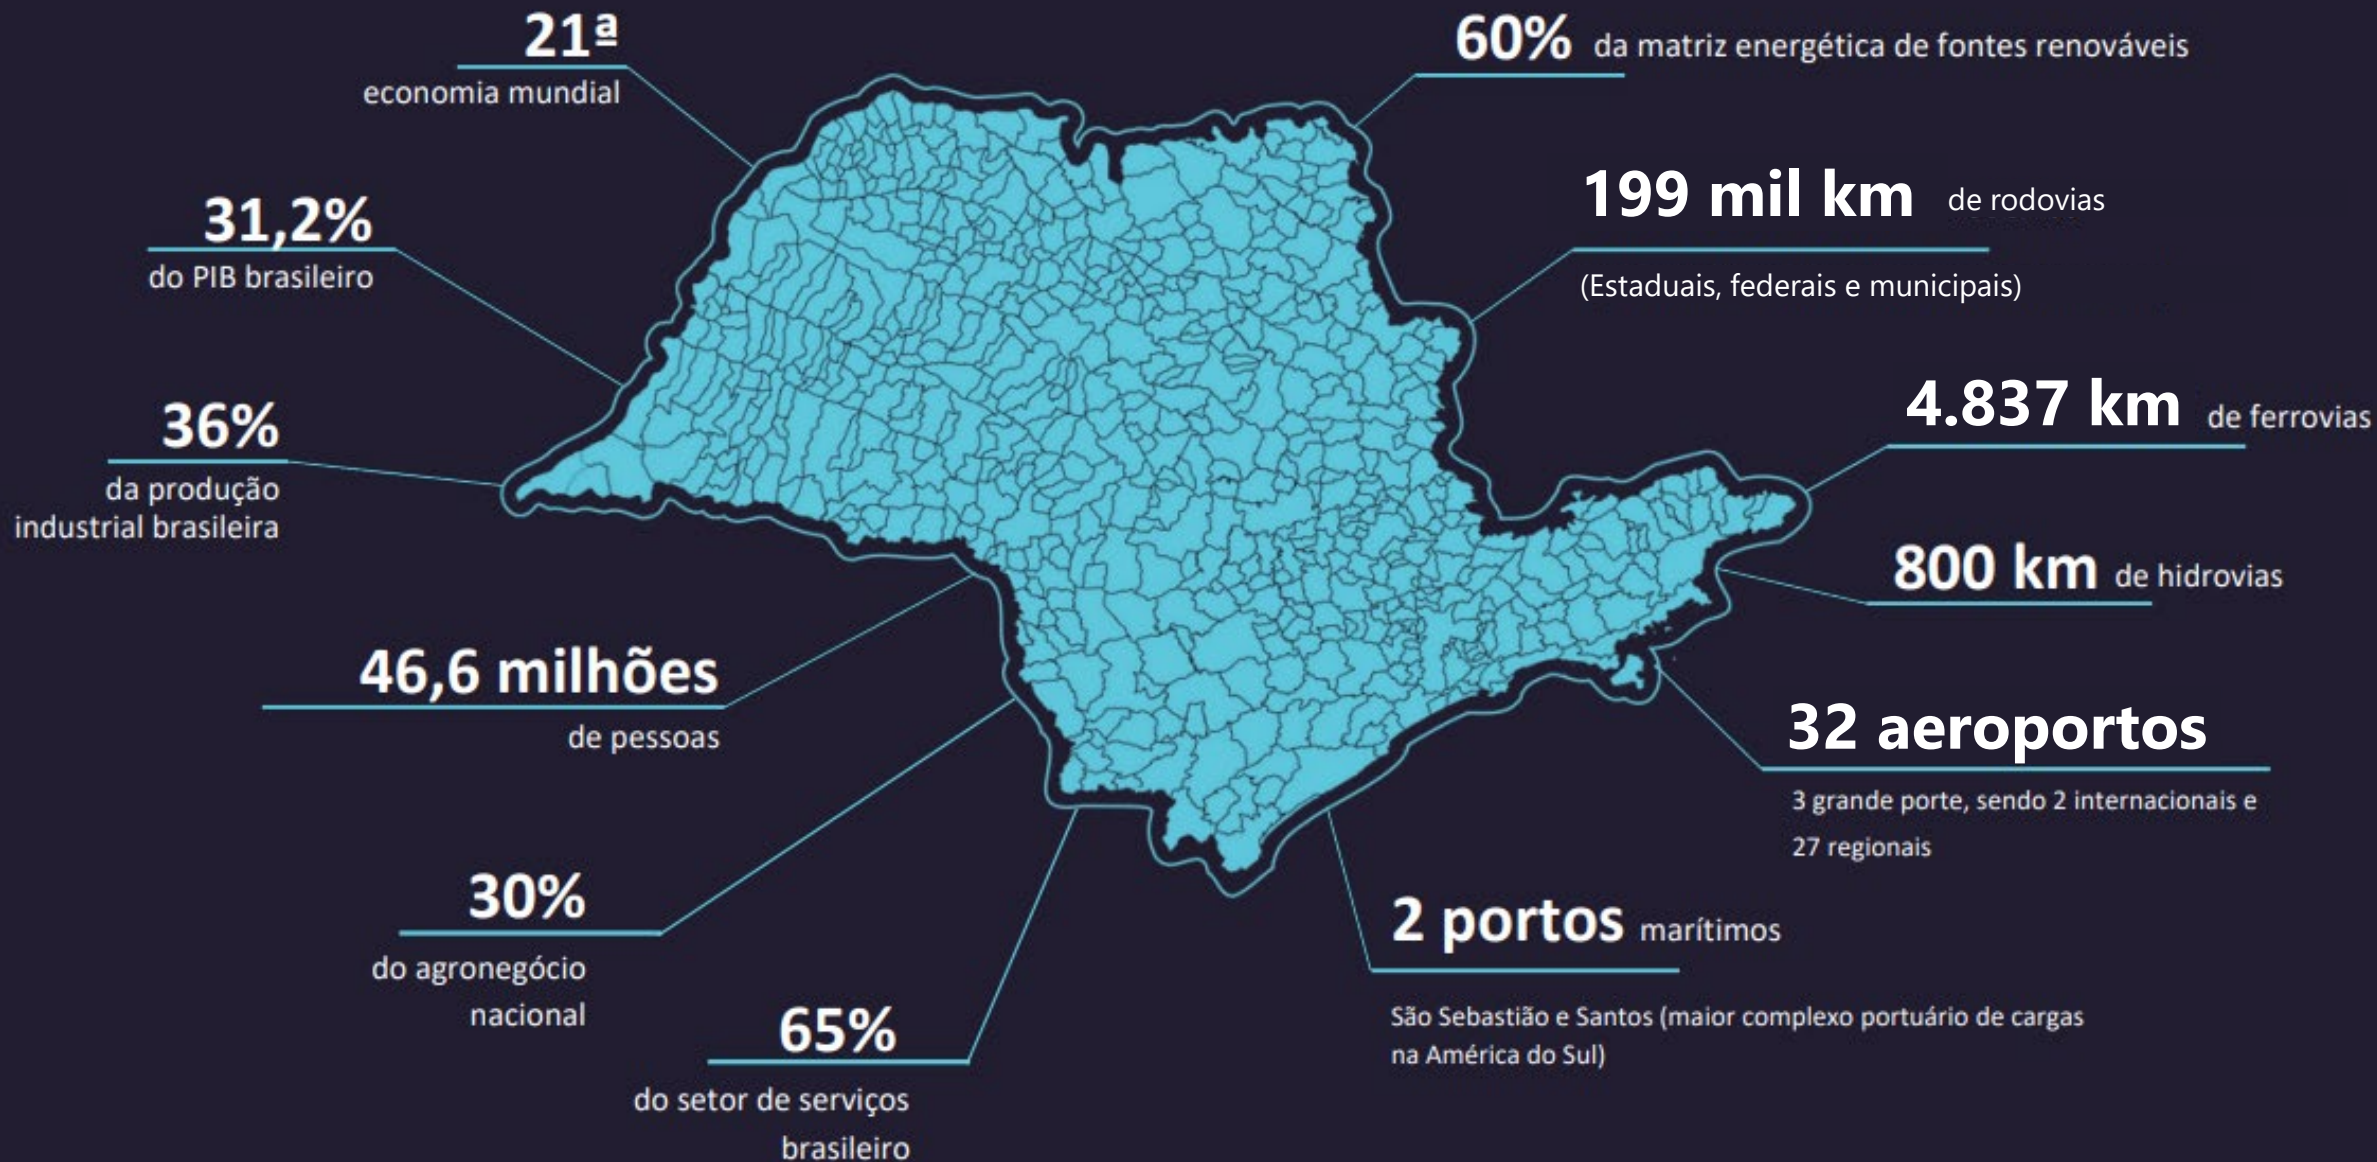 21ª
economia mundial
31,2%
do PIB brasileiro
36%
da produção
industrial brasileira
46,6 milhões
de pessoas
30%
do agronegócio
nacional
65%
do setor de serviços
brasileiro
60% da matriz energética de fontes renováveis
199 mil km de rodovias
(Estaduais, federais e municipais)
4.837 km de ferrovias
800 km de hidrovias
32 aeroportos
3 grande porte, sendo 2 internacionais e
27 regionais
2 portos marítimos
São Sebastião e Santos (maior complexo portuário de cargas
na América do Sul)